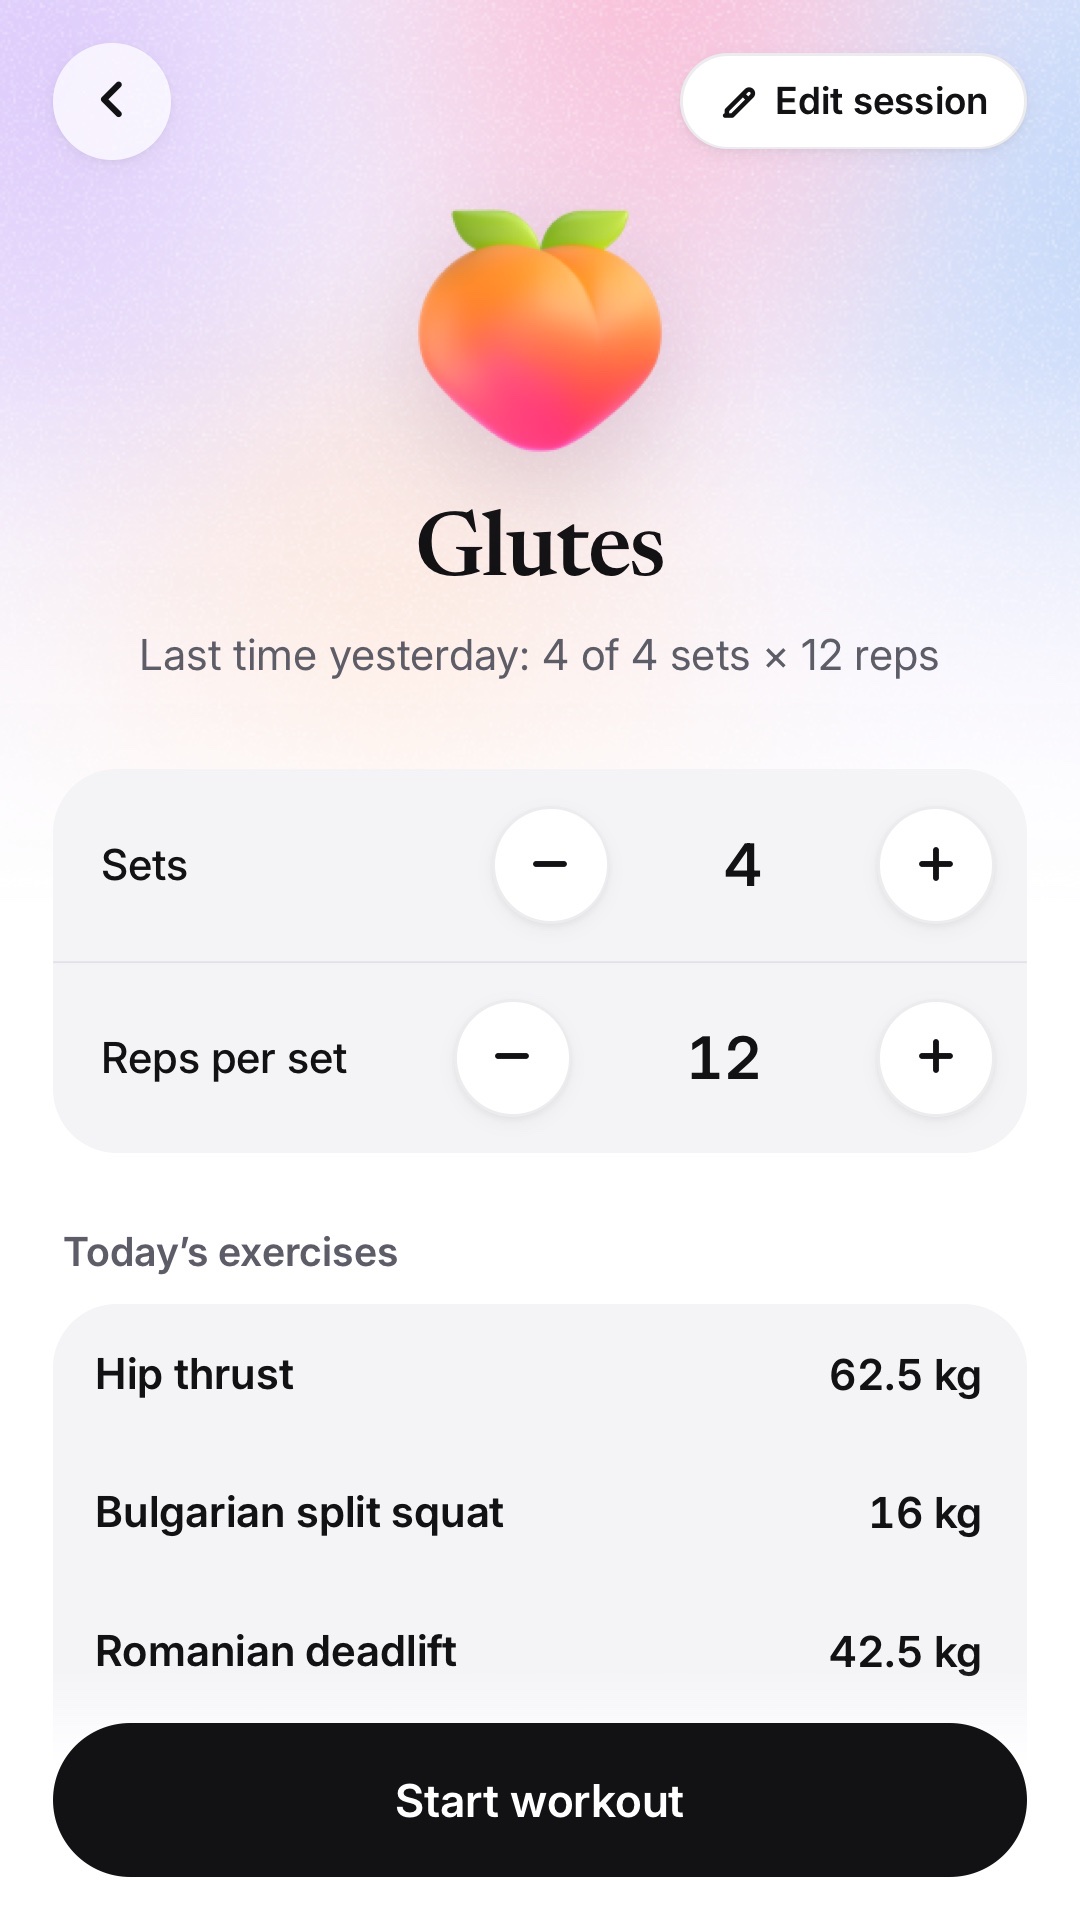 Edit session
Glutes
Last time yesterday: 4 of 4 sets × 12 reps
Sets
4
Reps per set
12
Today’s exercises
Hip thrust
62.5 kg
Bulgarian split squat
16 kg
Romanian deadlift
42.5 kg
Start workout